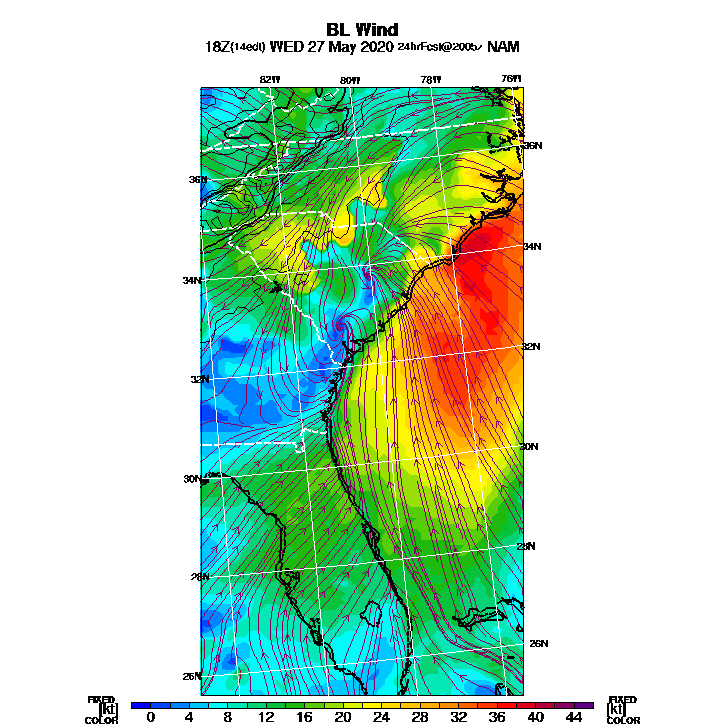 BL Wind
18Z(14edt) WED 27 May 2020 24hrFcst@2005z NAM
82W 80W 78W 76W
36N
36N
34N
34N
32N
32N
30N
30N
28N
28N
26N
26N
FIXED FIXED
[kt] 0 4 8 12 16 20 24 28 32 36 40 44 [kt]
COLOR COLOR